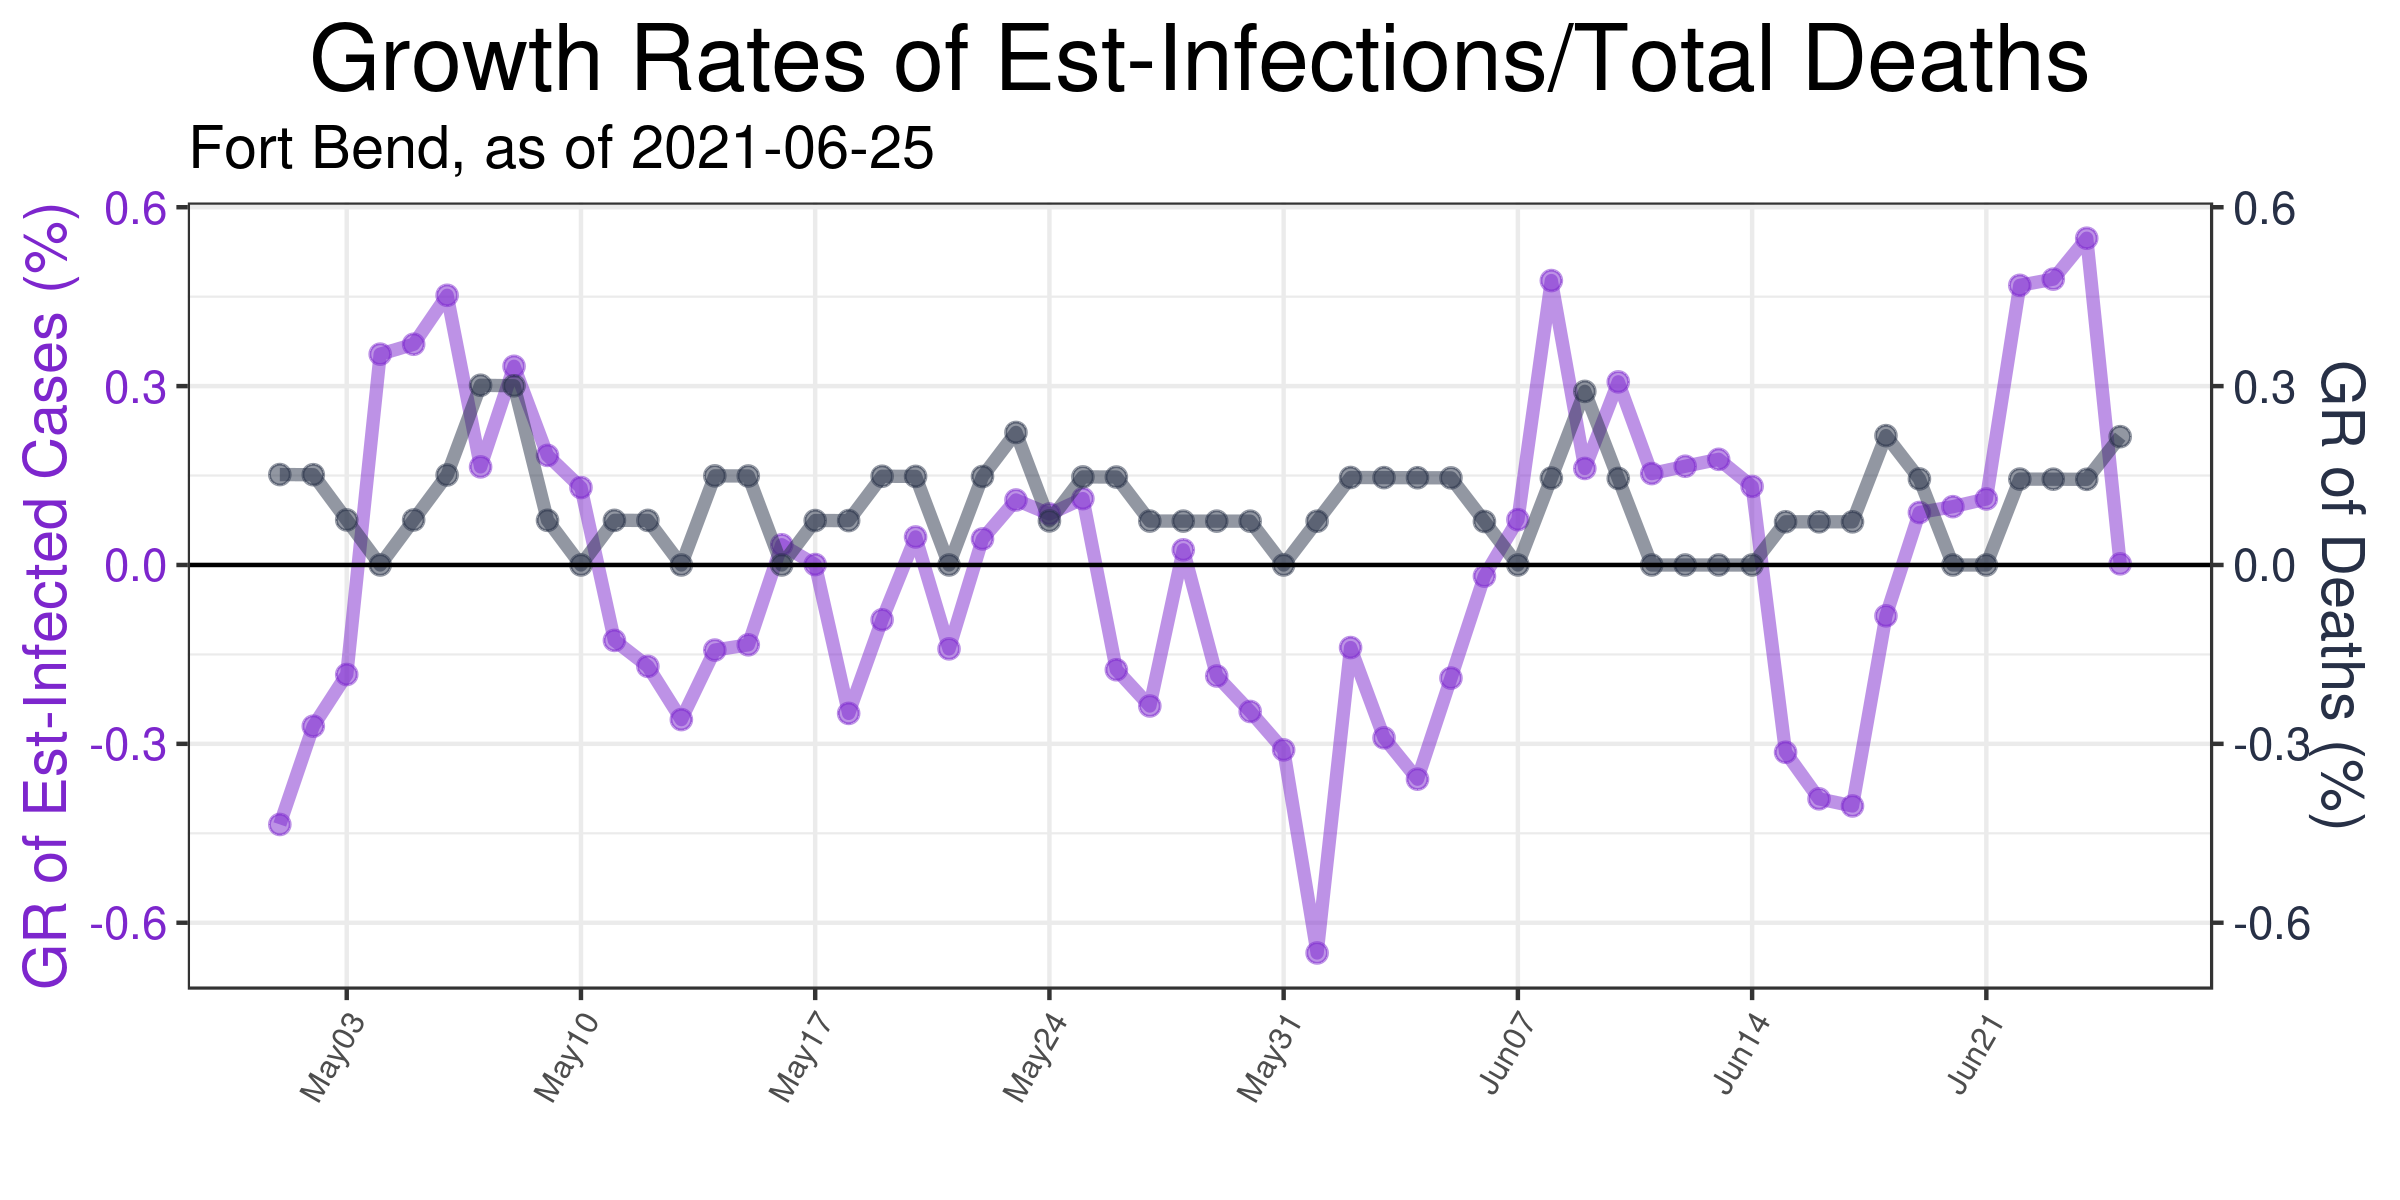 Growth Rates of Est-Infections/Total Deaths
Fort Bend, as of 2021-06-25
GR of Est-Infected Cases (%)
0.6
0.3
0.0
-0.3
-0.6
0.6
0.3
0.0
-0.3
-0.6
GR of Deaths (%)
May03
May10
May17
May24
May31
Jun07
Jun14
Jun21